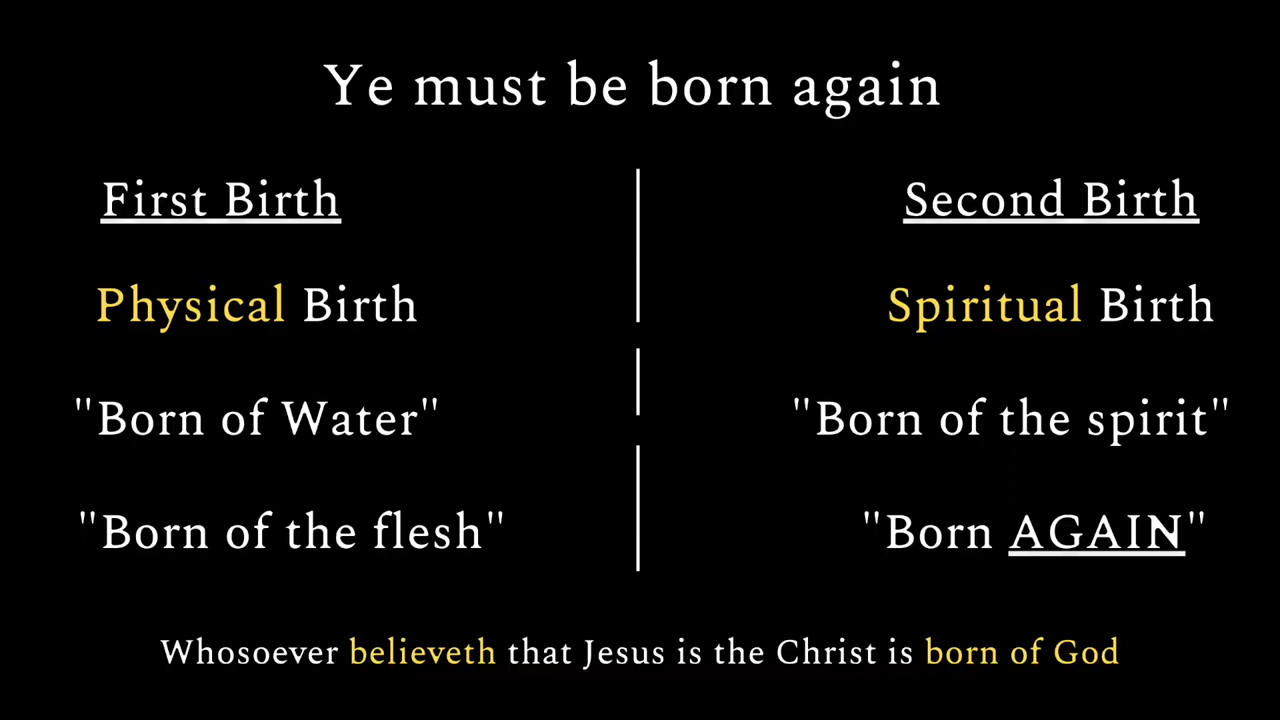 Ye must be born again
First Birth
Physical Birth
"Born of Water"
"Born of the flesh"
Second Birth
Spiritual Birth
"Born of the spirit"
"Born AGAIN"
Whosoever believeth that Jesus is the Christ is born of God